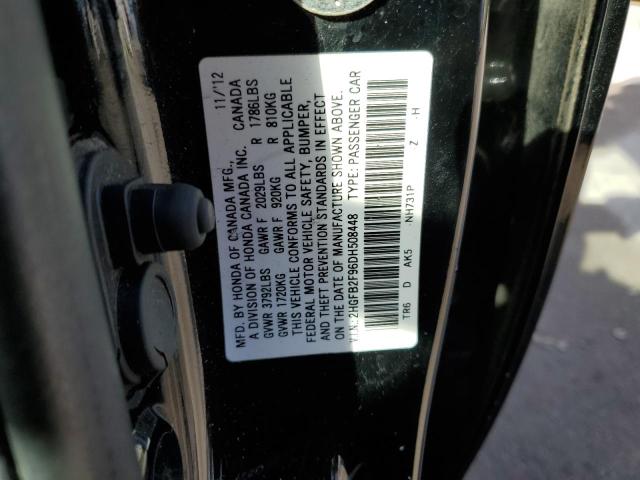 MFD. BY HONDA OF CANADA MFG., 11/'12
A DIVISION OF HONDA CANADA INC. CANADA
GVWR 3792LBS GAWR F 2029LBS R 1786LBS
GVWR 1720KG GAWR F 920KG R 810KG
THIS VEHICLE CONFORMS TO ALL APPLICABLE
FEDERAL MOTOR VEHICLE SAFETY, BUMPER,
AND THEFT PREVENTION STANDARDS IN EFFECT
ON THE DATE OF MANUFACTURE SHOWN ABOVE.
V.I.N.:2HGFB2F96DH508448 TYPE: PASSENGER CAR
TR6 D AK5 NH731P Z H